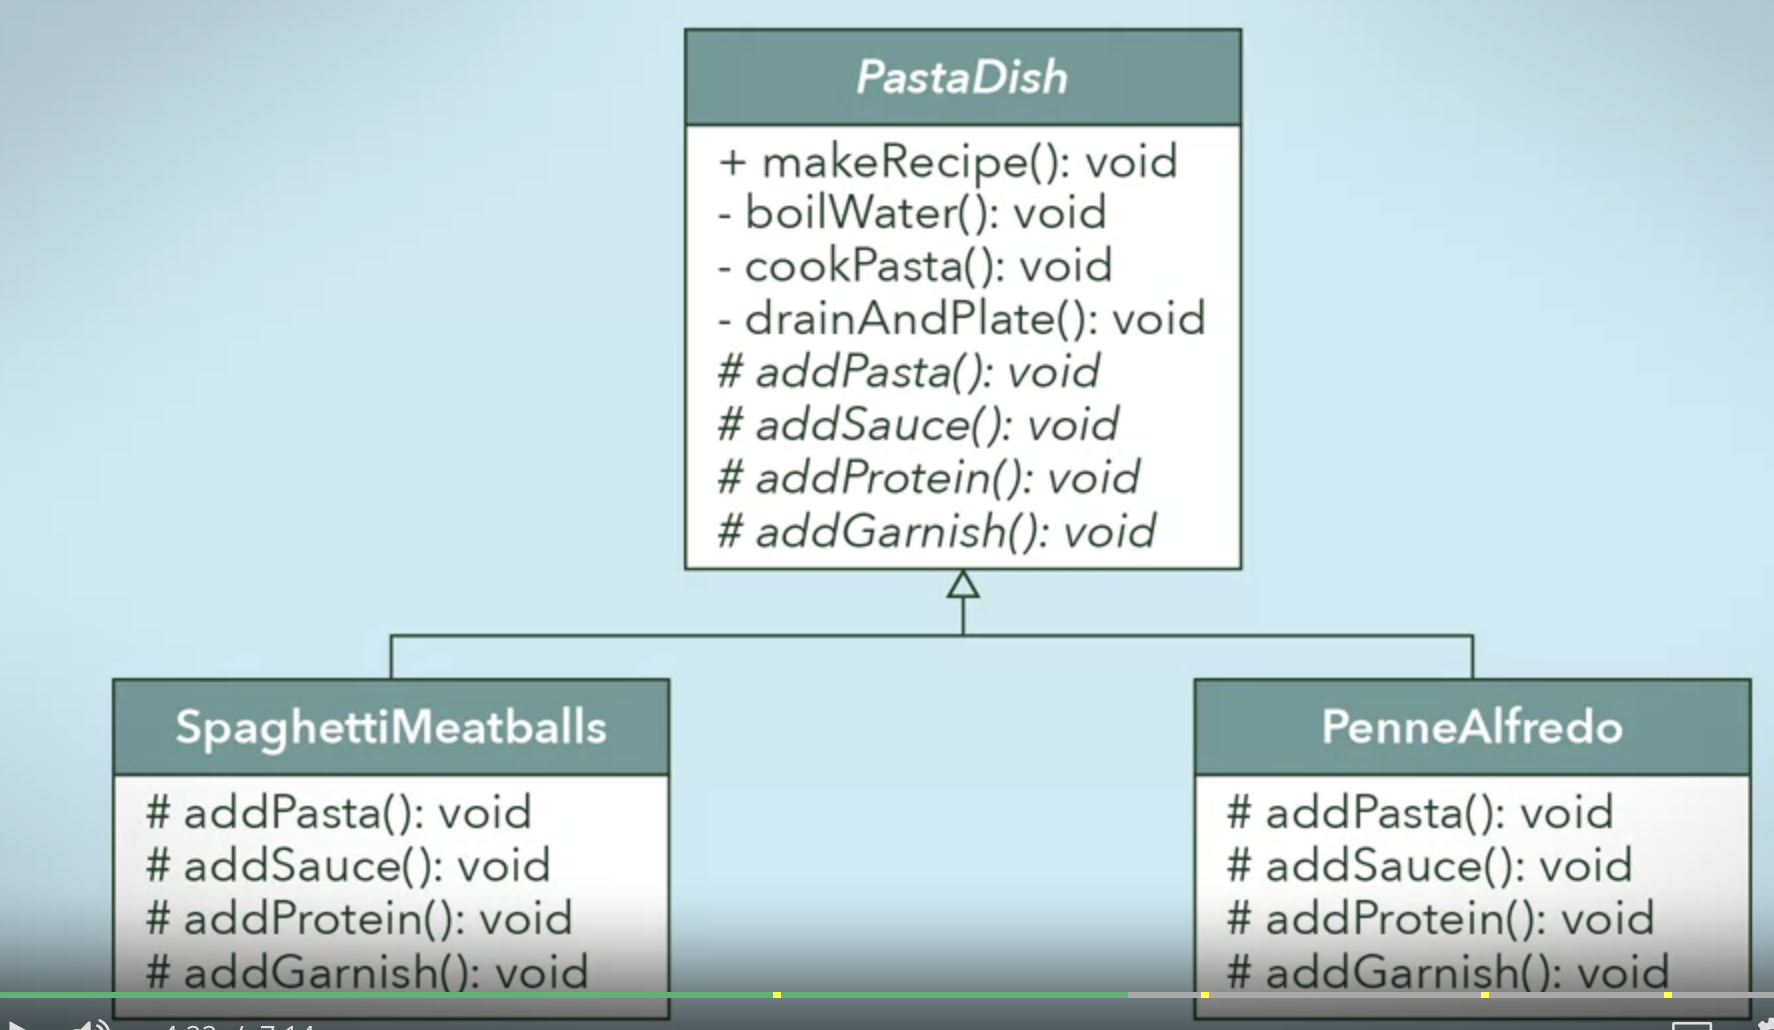 PastaDish
+ makeRecipe(): void
- boilWater(): void
- cookPasta(): void
- drainAndPlate(): void
# addPasta(): void
# addSauce(): void
# addProtein(): void
# addGarnish(): void
SpaghettiMeatballs
# addPasta(): void
# addSauce(): void
# addProtein(): void
# addGarnish(): void
PenneAlfredo
# addPasta(): void
# addSauce(): void
# addProtein(): void
# addGarnish(): void